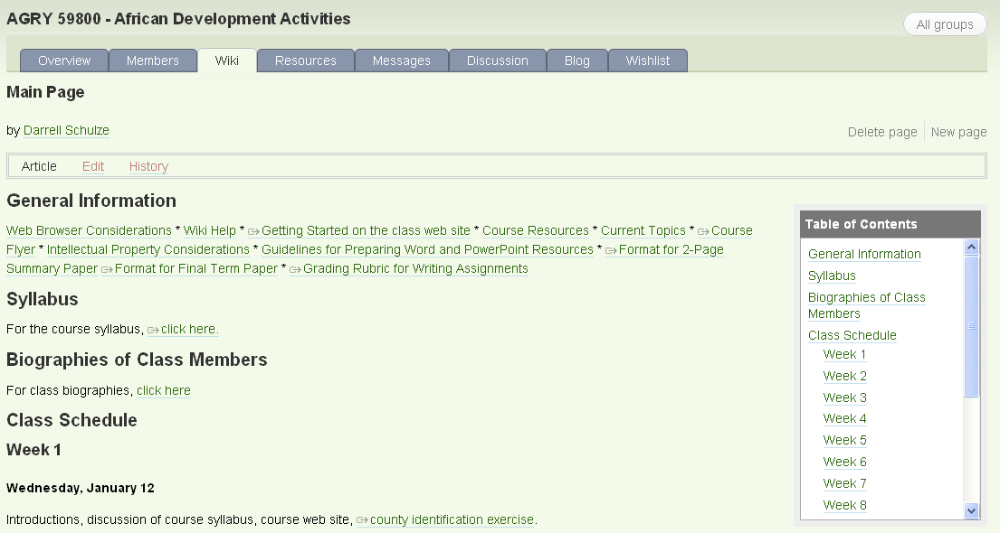 AGRY 59800 - African Development Activities
All groups
Overview Members Wiki Resources Messages Discussion Blog Wishlist
Main Page
by Darrell Schulze
Delete page New page
Article Edit History
General Information
Web Browser Considerations * Wiki Help * Getting Started on the class web site * Course Resources * Current Topics * Course
Flyer * Intellectual Property Considerations * Guidelines for Preparing Word and PowerPoint Resources * Format for 2-Page
Summary Paper Format for Final Term Paper * Grading Rubric for Writing Assignments
Syllabus
For the course syllabus, click here.
Biographies of Class Members
For class biographies, click here
Class Schedule
Week 1
Wednesday, January 12
Introductions, discussion of course syllabus, course web site, county identification exercise.
Table of Contents
General Information
Syllabus
Biographies of Class
Members
Class Schedule
Week 1
Week 2
Week 3
Week 4
Week 5
Week 6
Week 7
Week 8